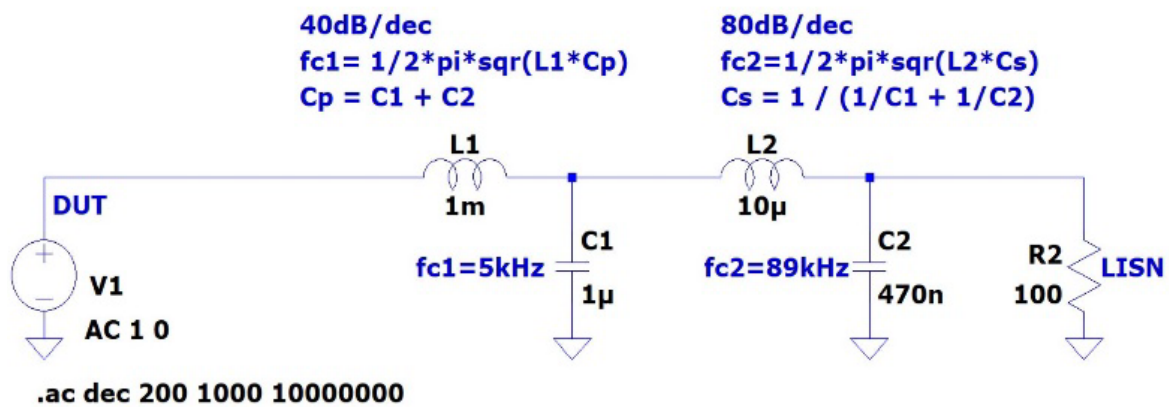 40dB/dec
fc1= 1/2*pi*sqr(L1*Cp)
Cp = C1 + C2
80dB/dec
fc2=1/2*pi*sqr(L2*Cs)
Cs = 1 / (1/C1 + 1/C2)
L1
1m
L2
10µ
DUT
V1
AC 1 0
fc1=5kHz
C1
1µ
fc2=89kHz
C2
470n
R2
100
LISN
.ac dec 200 1000 10000000